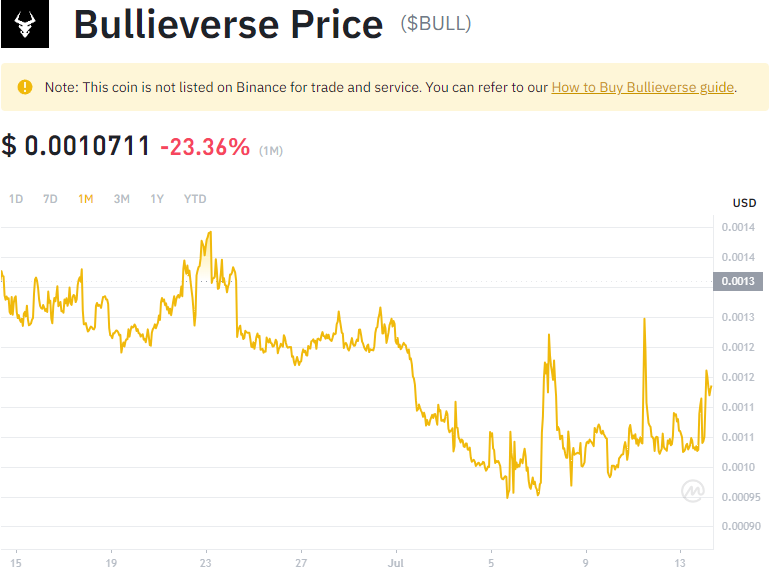 Bullieverse Price ($BULL)
Note: This coin is not listed on Binance for trade and service. You can refer to our How to Buy Bullieverse guide.
$ 0.0010711 -23.36% (1M)
1D 7D 1M 3M 1Y YTD
USD
0.0014
0.0014
0.0013
0.0013
0.0012
0.0012
0.0011
0.0011
0.0010
0.00095
0.00090
15 19 23 27 Jul 5 9 13